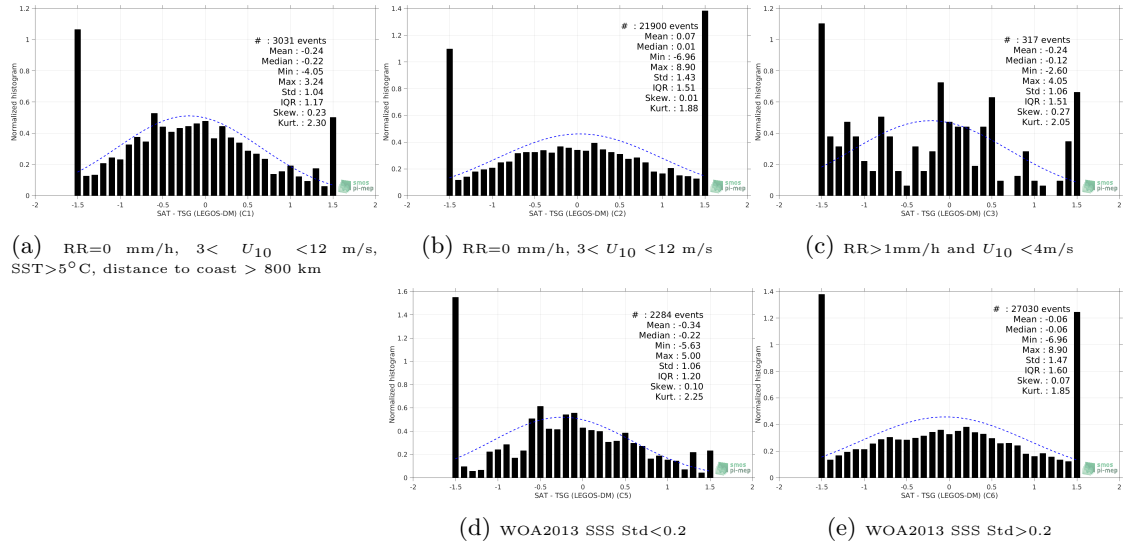 1.2
1
0.8
0.6
0.4
0.2
0
Normalized histogram
# : 3031 events
Mean : -0.24
Median : -0.22
Min : -4.05
Max : 3.24
Std : 1.04
IQR : 1.17
Skew. : 0.23
Kurt. : 2.30
smos
pi-mep
-2 -1.5 -1 -0.5 0 0.5 1 1.5 2
SAT - TSG (LEGOS-DM) (C1)
(a) RR=0 mm/h, 3< U10 <12 m/s,
SST>5°C, distance to coast > 800 km
1.4
1.2
1
0.8
0.6
0.4
0.2
0
Normalized histogram
# : 21900 events
Mean : 0.07
Median : 0.01
Min : -6.96
Max : 8.90
Std : 1.43
IQR : 1.51
Skew. : 0.01
Kurt. : 1.88
smos
pi-mep
-2 -1.5 -1 -0.5 0 0.5 1 1.5 2
SAT - TSG (LEGOS-DM) (C2)
(b) RR=0 mm/h, 3< U10 <12 m/s
1.2
1
0.8
0.6
0.4
0.2
0
Normalized histogram
# : 317 events
Mean : -0.24
Median : -0.12
Min : -2.60
Max : 4.05
Std : 1.06
IQR : 1.51
Skew. : 0.27
Kurt. : 2.05
smos
pi-mep
-2 -1.5 -1 -0.5 0 0.5 1 1.5 2
SAT - TSG (LEGOS-DM) (C3)
(c) RR>1mm/h and U10 <4m/s
1.6
1.4
1.2
1
0.8
0.6
0.4
0.2
0
Normalized histogram
# : 2284 events
Mean : -0.34
Median : -0.22
Min : -5.63
Max : 5.00
Std : 1.06
IQR : 1.20
Skew. : 0.10
Kurt. : 2.25
smos
pi-mep
-2 -1.5 -1 -0.5 0 0.5 1 1.5 2
SAT - TSG (LEGOS-DM) (C5)
(d) WOA2013 SSS Std<0.2
1.4
1.2
1
0.8
0.6
0.4
0.2
0
Normalized histogram
# : 27030 events
Mean : -0.06
Median : -0.06
Min : -6.96
Max : 8.90
Std : 1.47
IQR : 1.60
Skew. : 0.07
Kurt. : 1.85
smos
pi-mep
-2 -1.5 -1 -0.5 0 0.5 1 1.5 2
SAT - TSG (LEGOS-DM) (C6)
(e) WOA2013 SSS Std>0.2